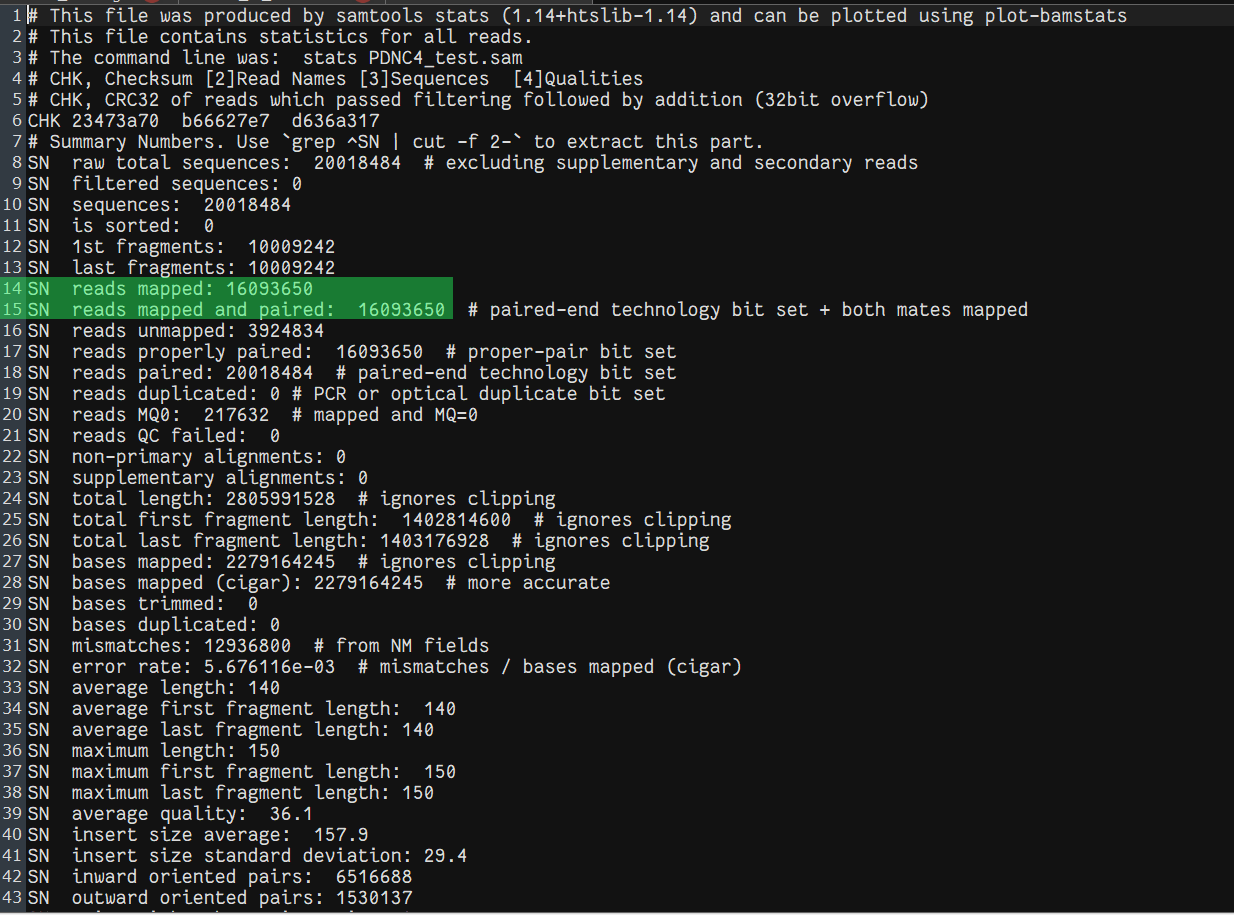 1 # This file was produced by samtools stats (1.14+htslib-1.14) and can be plotted using plot-bamstats
2 # This file contains statistics for all reads.
3 # The command line was:  stats PDNC4_test.sam
4 # CHK, Checksum [2]Read Names [3]Sequences  [4]Qualities
5 # CHK, CRC32 of reads which passed filtering followed by addition (32bit overflow)
6 CHK 23473a70  b66627e7  d636a317
7 # Summary Numbers. Use `grep ^SN | cut -f 2-` to extract this part.
8 SN  raw total sequences:  20018484  # excluding supplementary and secondary reads
9 SN  filtered sequences: 0
10 SN  sequences:  20018484
11 SN  is sorted:  0
12 SN  1st fragments:  10009242
13 SN  last fragments: 10009242
14 SN  reads mapped: 16093650
15 SN  reads mapped and paired:  16093650  # paired-end technology bit set + both mates mapped
16 SN  reads unmapped: 3924834
17 SN  reads properly paired:  16093650  # proper-pair bit set
18 SN  reads paired: 20018484  # paired-end technology bit set
19 SN  reads duplicated: 0 # PCR or optical duplicate bit set
20 SN  reads MQ0:  217632  # mapped and MQ=0
21 SN  reads QC failed:  0
22 SN  non-primary alignments: 0
23 SN  supplementary alignments: 0
24 SN  total length: 2805991528  # ignores clipping
25 SN  total first fragment length:  1402814600  # ignores clipping
26 SN  total last fragment length: 1403176928  # ignores clipping
27 SN  bases mapped: 2279164245  # ignores clipping
28 SN  bases mapped (cigar): 2279164245  # more accurate
29 SN  bases trimmed:  0
30 SN  bases duplicated: 0
31 SN  mismatches: 12936800  # from NM fields
32 SN  error rate: 5.676116e-03  # mismatches / bases mapped (cigar)
33 SN  average length: 140
34 SN  average first fragment length:  140
35 SN  average last fragment length: 140
36 SN  maximum length: 150
37 SN  maximum first fragment length:  150
38 SN  maximum last fragment length: 150
39 SN  average quality:  36.1
40 SN  insert size average:  157.9
41 SN  insert size standard deviation: 29.4
42 SN  inward oriented pairs:  6516688
43 SN  outward oriented pairs: 1530137